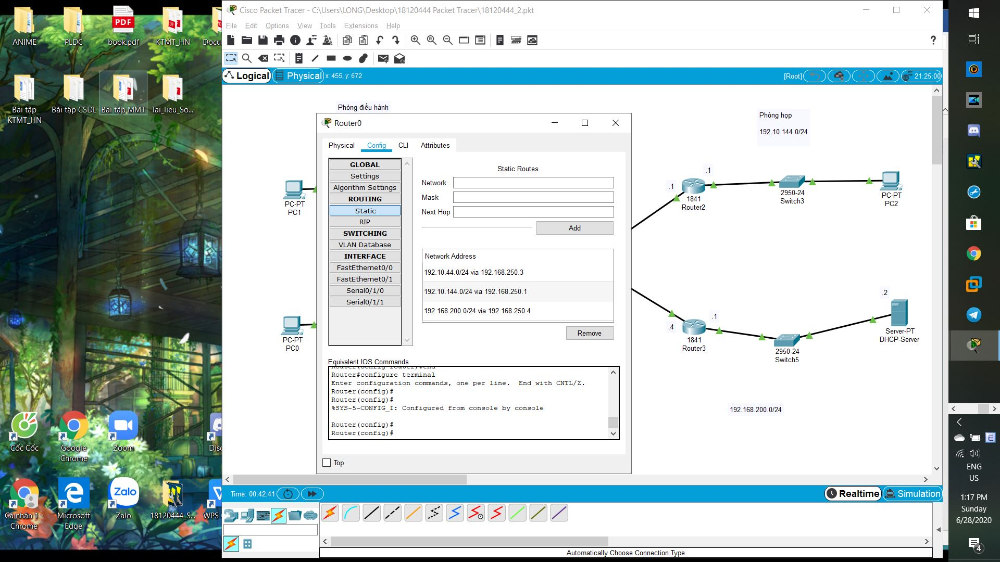 ANIME
PLDC
PDF
book.pdf
KTMT_HN
Bài tập
KTMT_HN
Bài tập CSDL
Bài tập MMT
Tai_lieu_So...
Cốc Cốc
Google
Chrome
Zoom
Cá nhân 1 -
Chrome
Microsoft
Edge
Zalo
Zalo
18120444_S...
WPS
Cisco Packet Tracer - C:\Users\LONG\Desktop\18120444 Packet Tracer\18120444_2.pkt
File Edit Options View Tools Extensions Help
Logical
Physical
x: 455, y: 672
[Root]
21:25:00
Phòng điều hành
Phòng họp
192.10.144.0/24
PC-PT
PC1
PC-PT
PC0
.1
.1
1841
Router2
2950-24
Switch3
PC-PT
PC2
.1
.4
1841
Router3
2950-24
Switch5
.2
Server-PT
DHCP-Server
192.168.200.0/24
Router0
Physical Config CLI Attributes
GLOBAL
Settings
Algorithm Settings
ROUTING
Static
RIP
SWITCHING
VLAN Database
INTERFACE
FastEthernet0/0
FastEthernet0/1
Serial0/1/0
Serial0/1/1
Static Routes
Network
Mask
Next Hop
Add
Network Address
192.10.44.0/24 via 192.168.250.3
192.10.144.0/24 via 192.168.250.1
192.168.200.0/24 via 192.168.250.4
Remove
Equivalent IOS Commands
Router(config-router)#end
Router#configure terminal
Enter configuration commands, one per line. End with CNTL/Z.
Router(config)#
Router(config)#
%SYS-5-CONFIG_I: Configured from console by console
Router(config)#
Router(config)#
Top
Time: 00:42:41
Realtime
Simulation
Automatically Choose Connection Type
ENG
US
1:17 PM
Sunday
6/28/2020
4